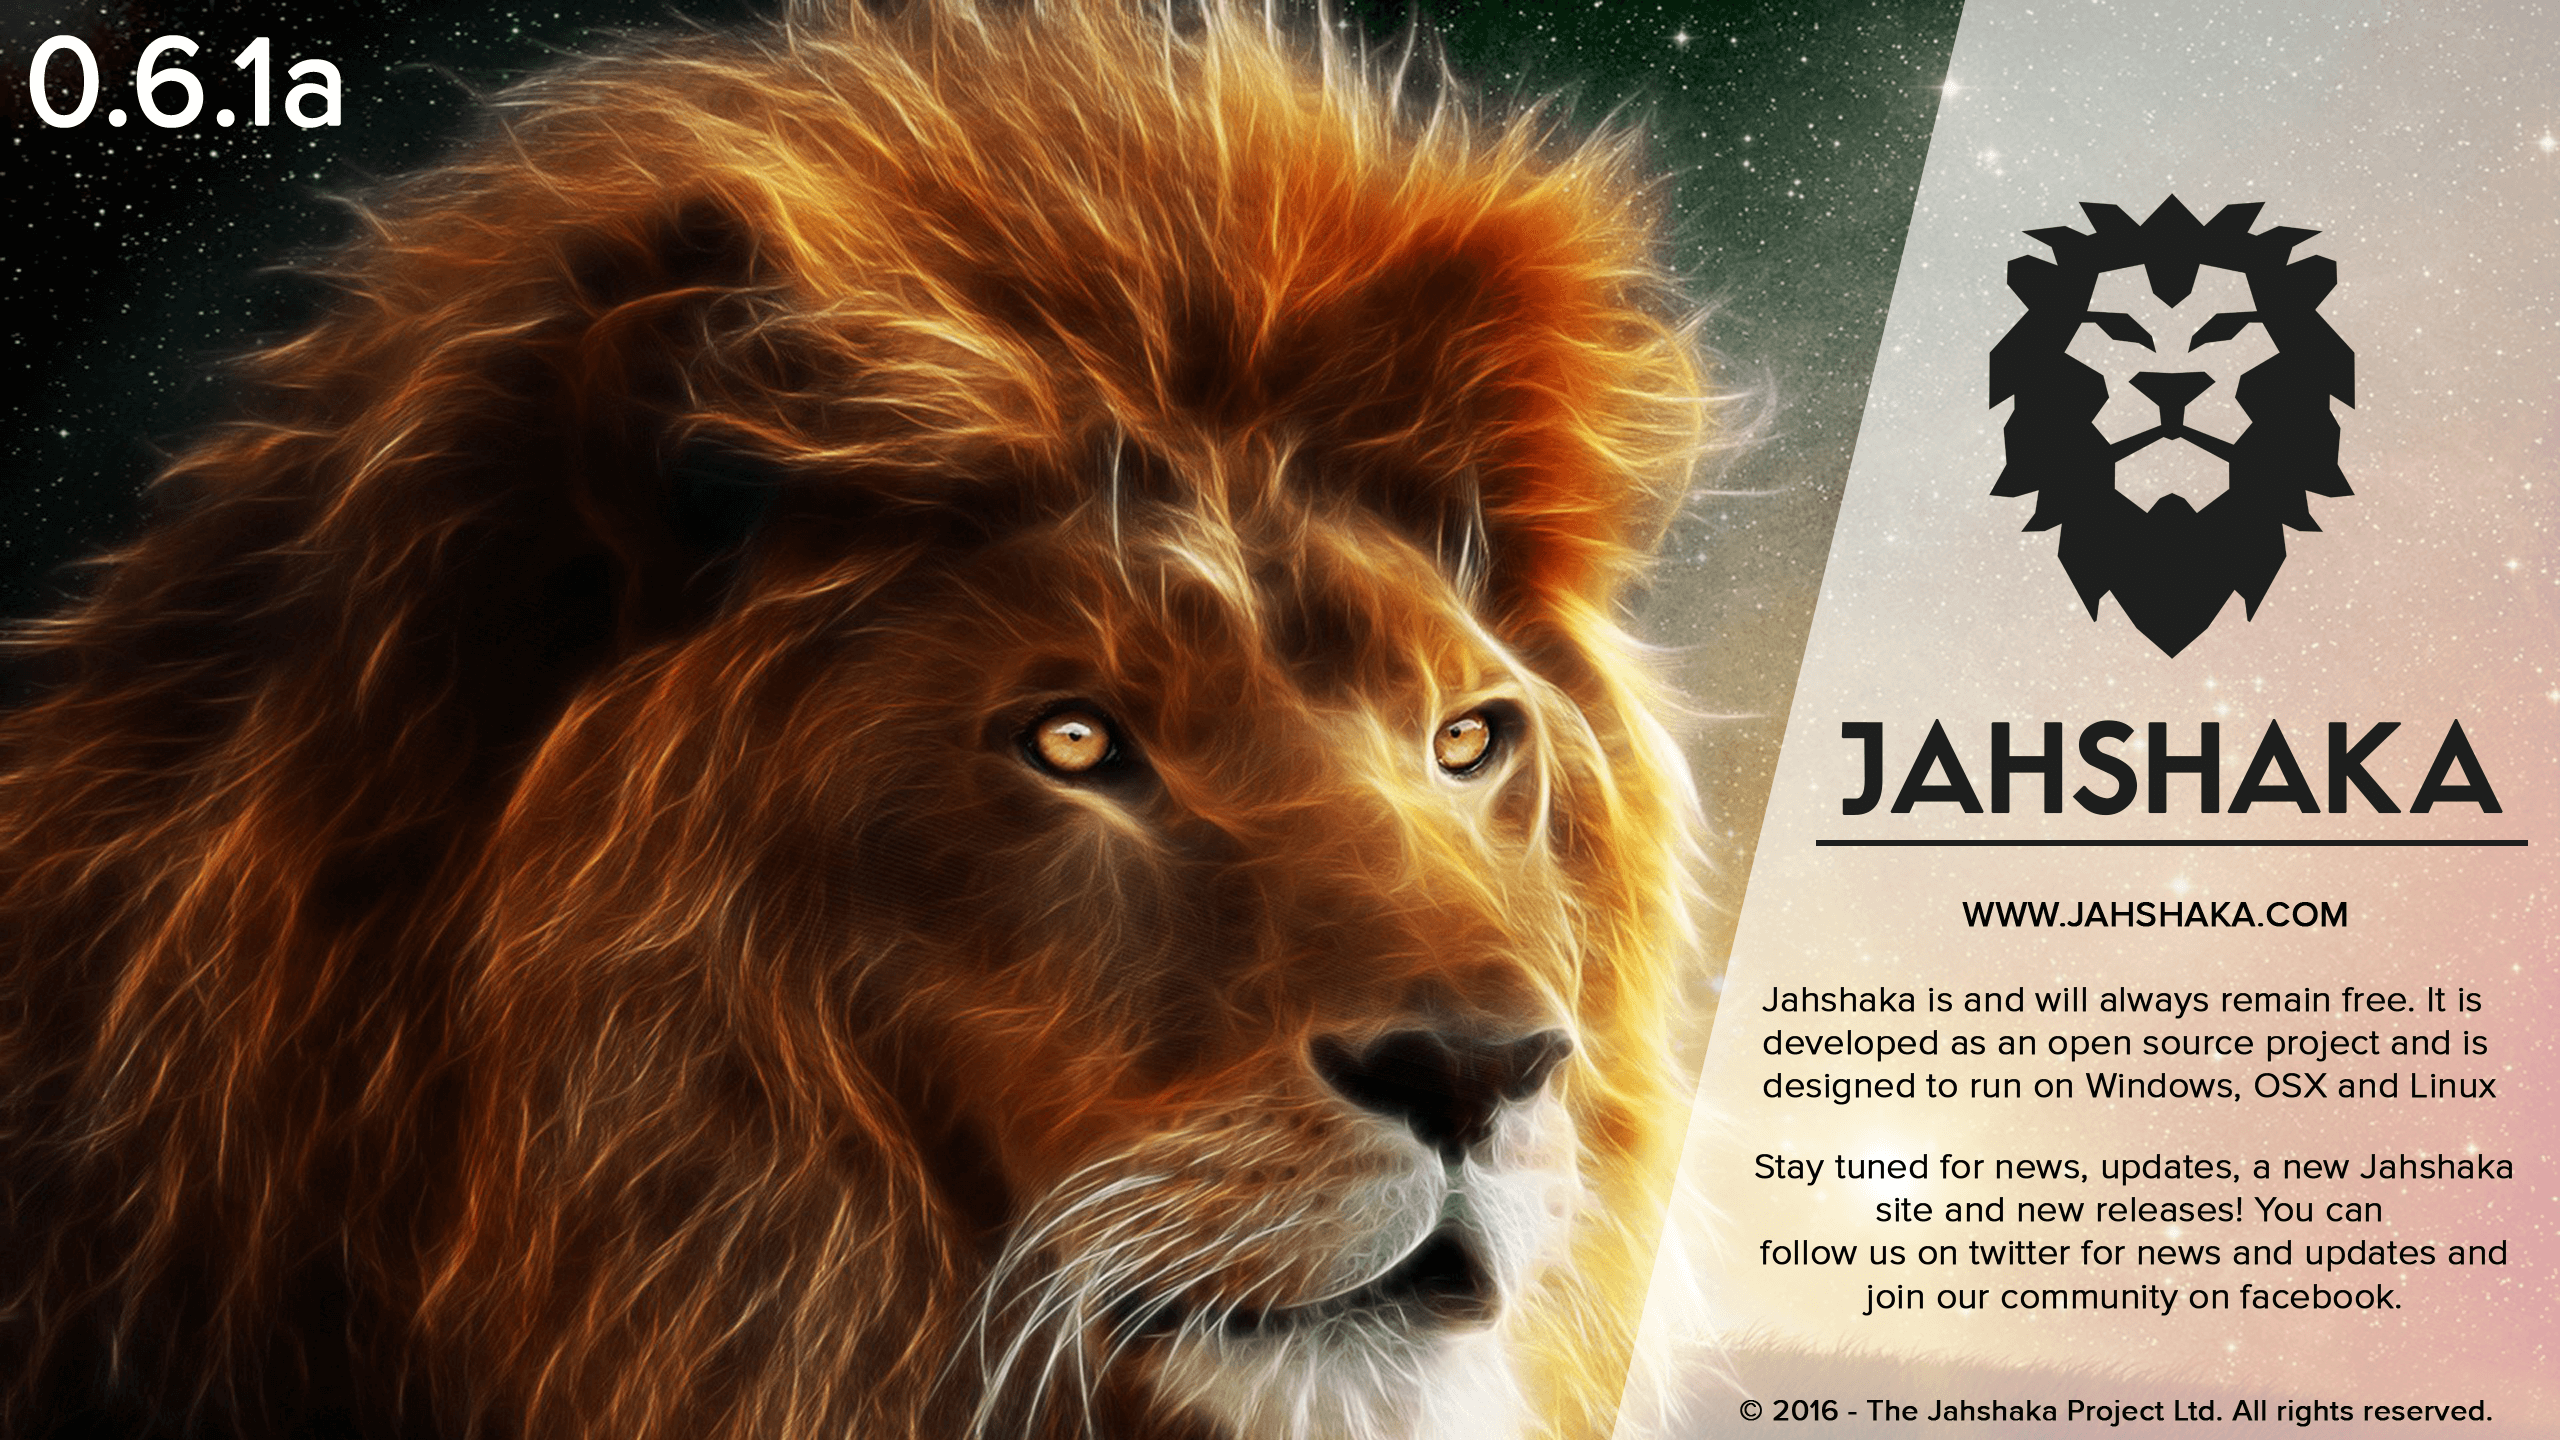 0.6.1a
JAHSHAKA
WWW.JAHSHAKA.COM
Jahshaka is and will always remain free. It is
developed as an open source project and is
designed to run on Windows, OSX and Linux
Stay tuned for news, updates, a new Jahshaka
site and new releases! You can
follow us on twitter for news and updates and
join our community on facebook.
© 2016 - The Jahshaka Project Ltd. All rights reserved.